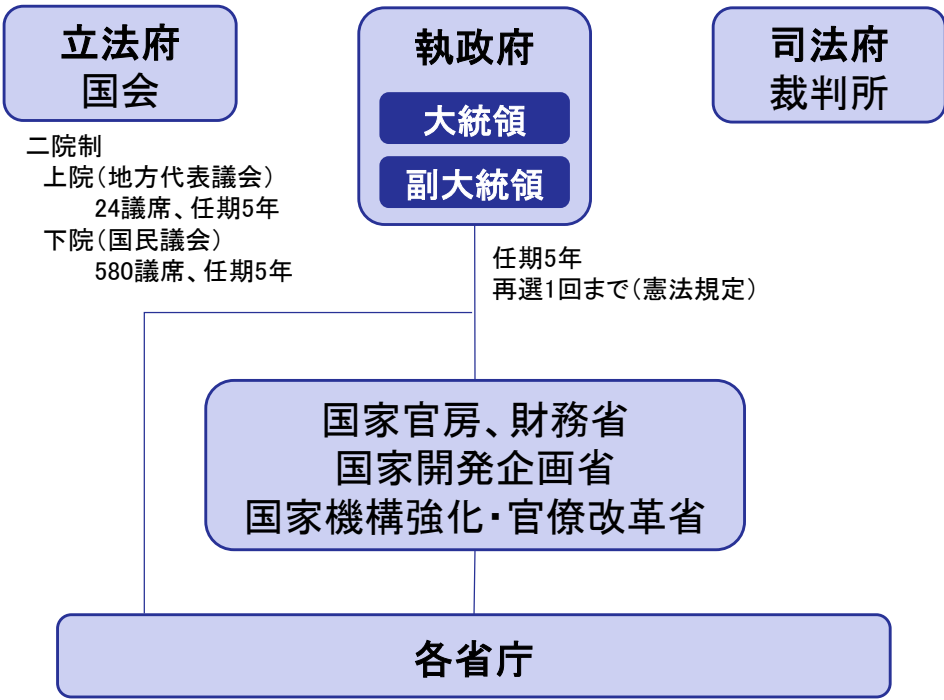 立法府
国会
二院制
上院(地方代表議会)
24議席、任期5年
下院(国民議会)
580議席、任期5年
執政府
大統領
副大統領
任期5年
再選1回まで(憲法規定)
司法府
裁判所
国家官房、財務省
国家開発企画省
国家機構強化・官僚改革省
各省庁